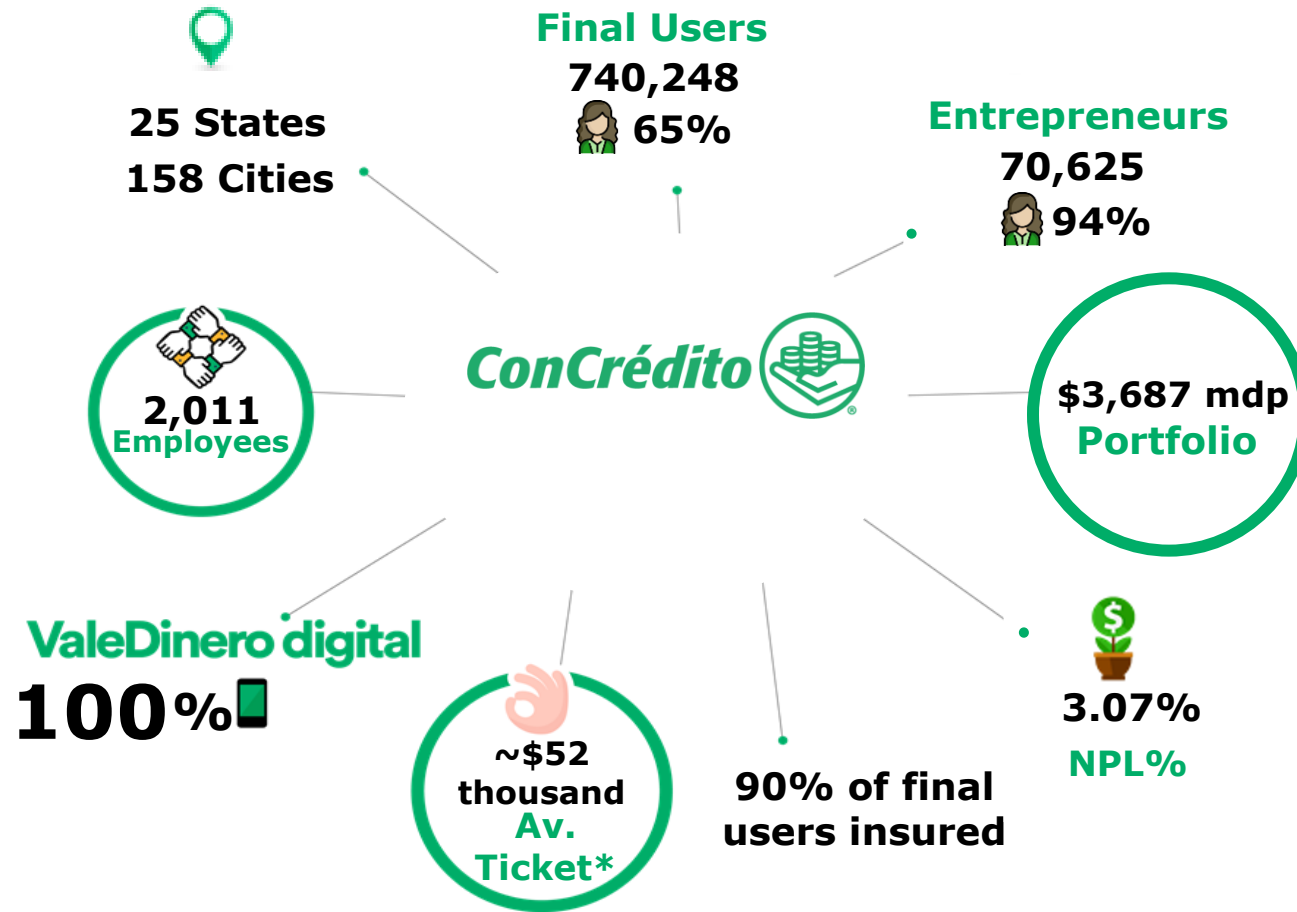 Final Users
740,248
65%
25 States
158 Cities
Entrepreneurs
70,625
94%
ConCrédito
®
2,011
Employees
$3,687 mdp
Portfolio
ValeDinero digital
100%
~$52
thousand
Av.
Ticket*
90% of final
users insured
$
3.07%
NPL%